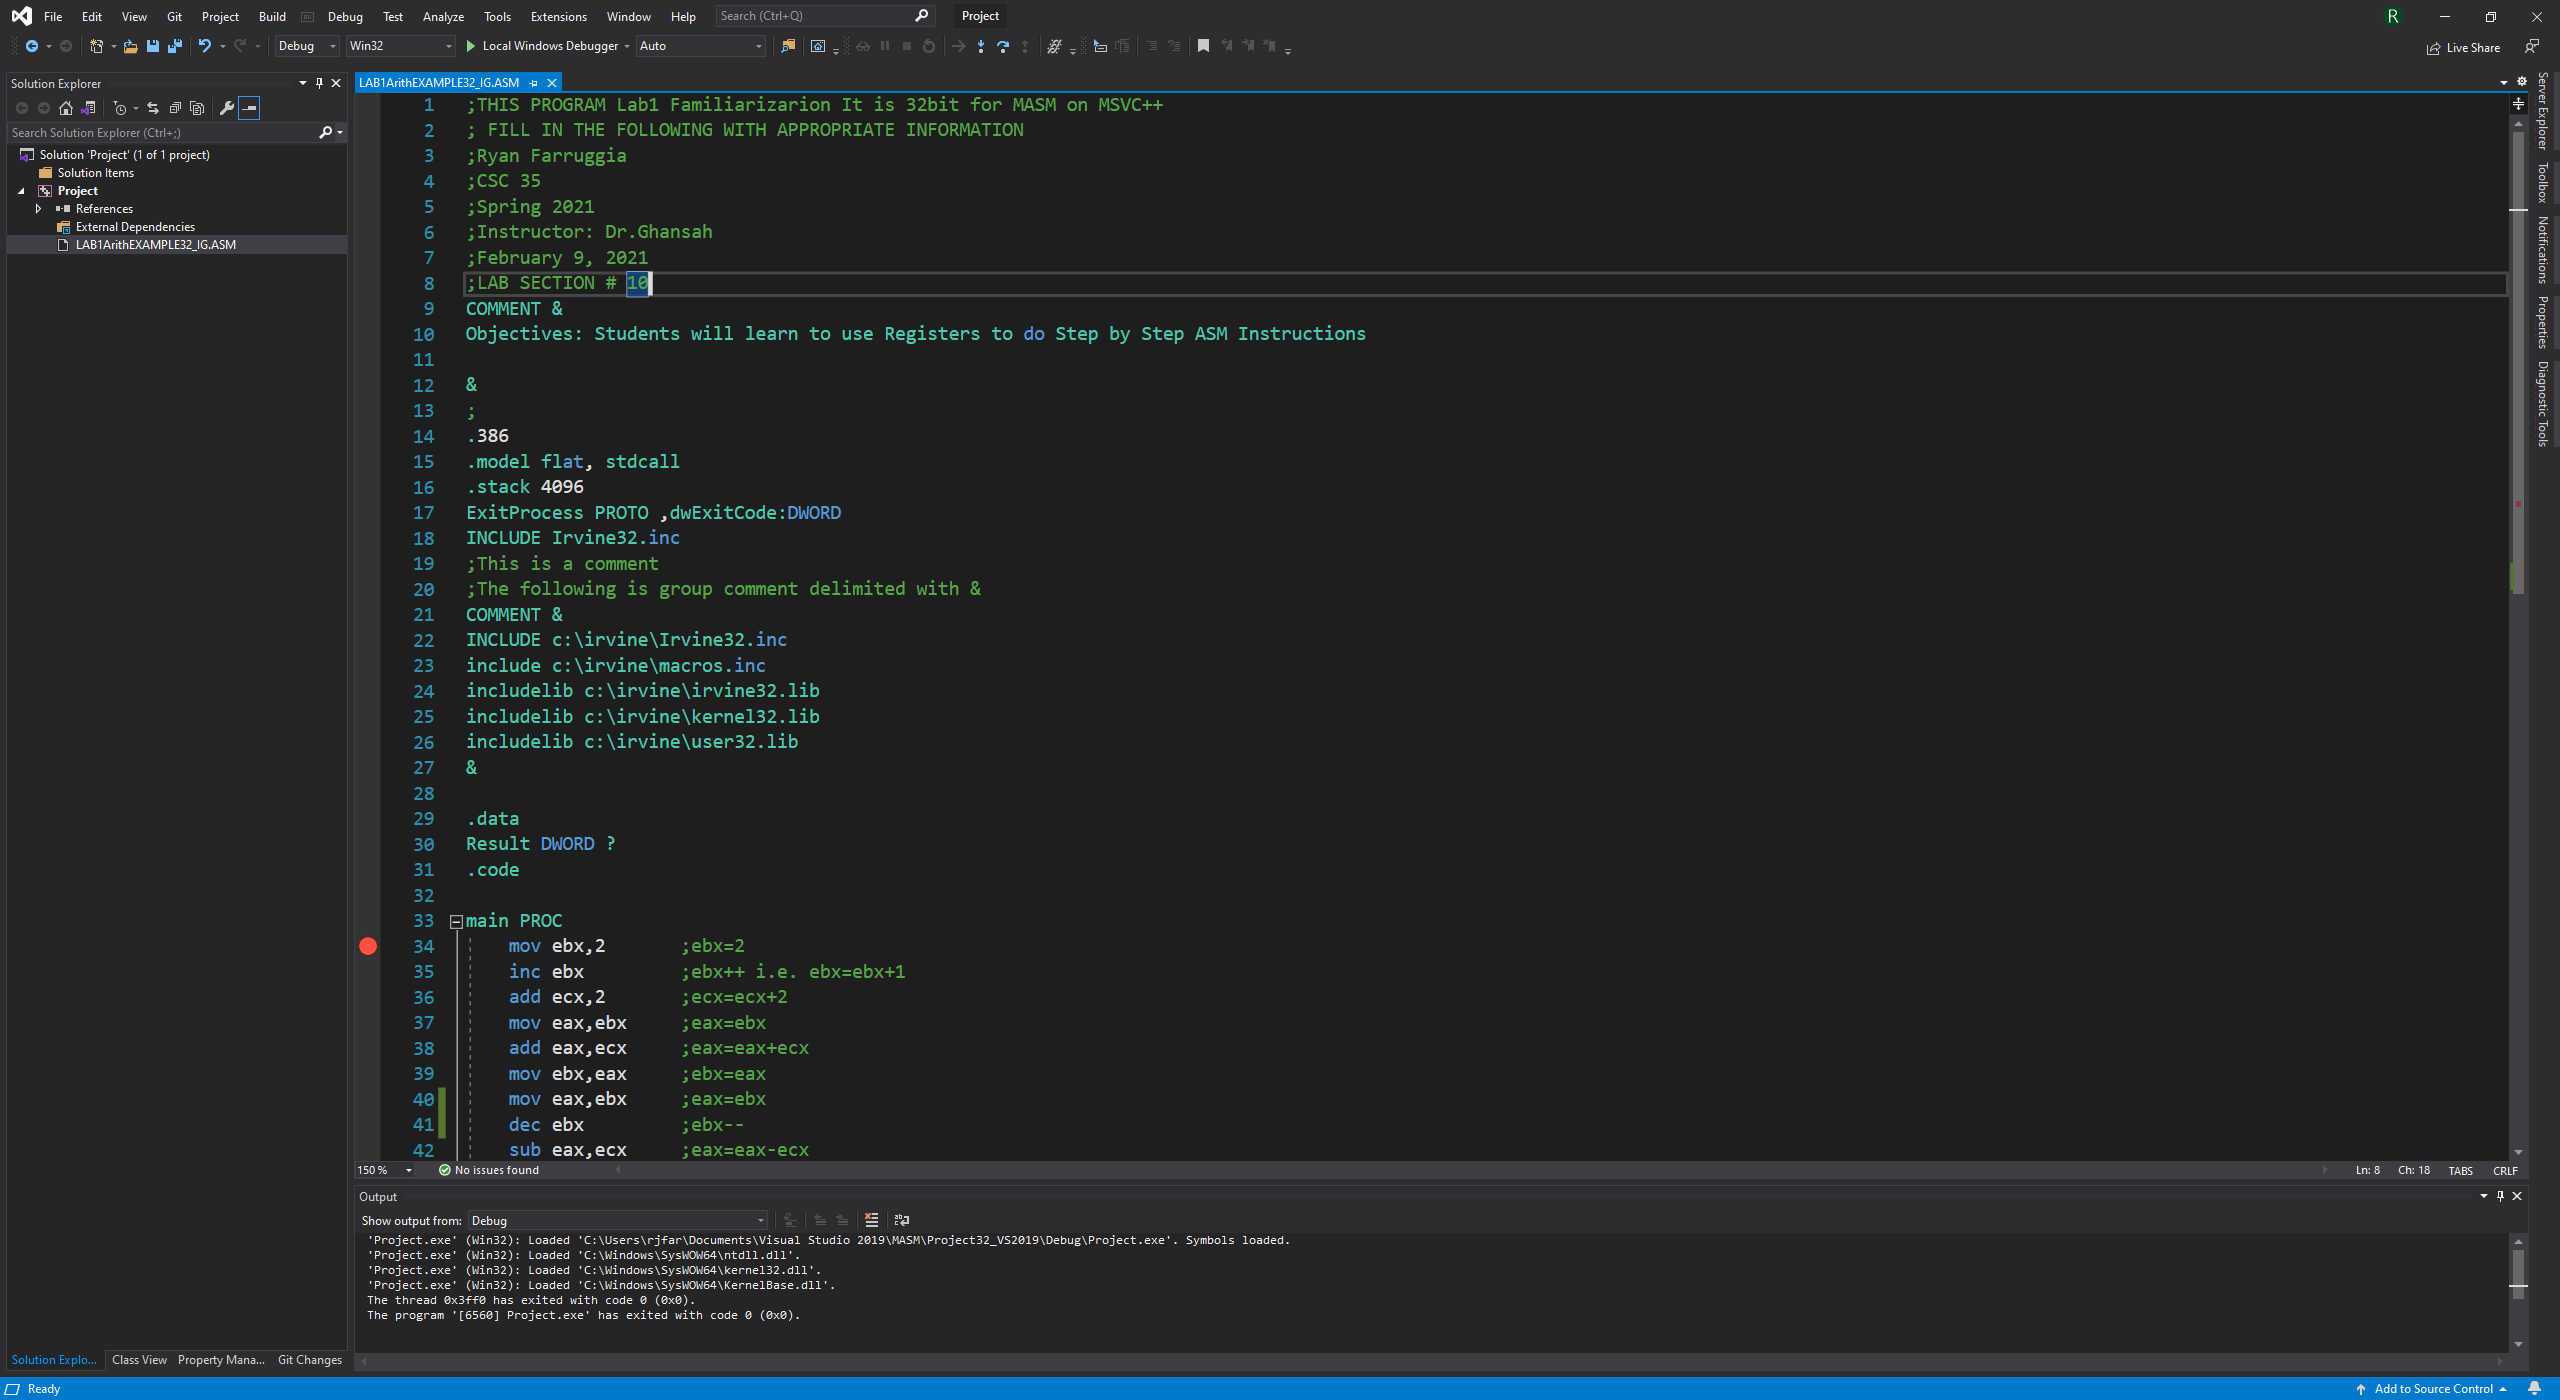 File Edit View Git Project Build Debug Test Analyze Tools Extensions Window Help Search (Ctrl+Q) Project R
Debug Win32 Local Windows Debugger Auto Live Share
Solution Explorer
Search Solution Explorer (Ctrl+;)
Solution 'Project' (1 of 1 project)
Solution Items
Project
References
External Dependencies
LAB1ArithEXAMPLE32_IG.ASM
Solution Explo... Class View Property Mana... Git Changes
LAB1ArithEXAMPLE32_IG.ASM
1 ;THIS PROGRAM Lab1 Familiarizarion It is 32bit for MASM on MSVC++
2 ; FILL IN THE FOLLOWING WITH APPROPRIATE INFORMATION
3 ;Ryan Farruggia
4 ;CSC 35
5 ;Spring 2021
6 ;Instructor: Dr.Ghansah
7 ;February 9, 2021
8 ;LAB SECTION # 10
9 COMMENT &
10 Objectives: Students will learn to use Registers to do Step by Step ASM Instructions
11
12 &
13 ;
14 .386
15 .model flat, stdcall
16 .stack 4096
17 ExitProcess PROTO ,dwExitCode:DWORD
18 INCLUDE Irvine32.inc
19 ;This is a comment
20 ;The following is group comment delimited with &
21 COMMENT &
22 INCLUDE c:\irvine\Irvine32.inc
23 include c:\irvine\macros.inc
24 includelib c:\irvine\irvine32.lib
25 includelib c:\irvine\kernel32.lib
26 includelib c:\irvine\user32.lib
27 &
28
29 .data
30 Result DWORD ?
31 .code
32
33 main PROC
34 mov ebx,2 ;ebx=2
35 inc ebx ;ebx++ i.e. ebx=ebx+1
36 add ecx,2 ;ecx=ecx+2
37 mov eax,ebx ;eax=ebx
38 add eax,ecx ;eax=eax+ecx
39 mov ebx,eax ;ebx=eax
40 mov eax,ebx ;eax=ebx
41 dec ebx ;ebx--
42 sub eax,ecx ;eax=eax-ecx
150 % No issues found Ln: 8 Ch: 18 TABS CRLF
Output
Show output from: Debug
'Project.exe' (Win32): Loaded 'C:\Users\rjfar\Documents\Visual Studio 2019\MASM\Project32_VS2019\Debug\Project.exe'. Symbols loaded.
'Project.exe' (Win32): Loaded 'C:\Windows\SysWOW64\ntdll.dll'.
'Project.exe' (Win32): Loaded 'C:\Windows\SysWOW64\kernel32.dll'.
'Project.exe' (Win32): Loaded 'C:\Windows\SysWOW64\KernelBase.dll'.
The thread 0x3ff0 has exited with code 0 (0x0).
The program '[6560] Project.exe' has exited with code 0 (0x0).
Server Explorer
Toolbox
Notifications
Properties
Diagnostic Tools
Ready Add to Source Control